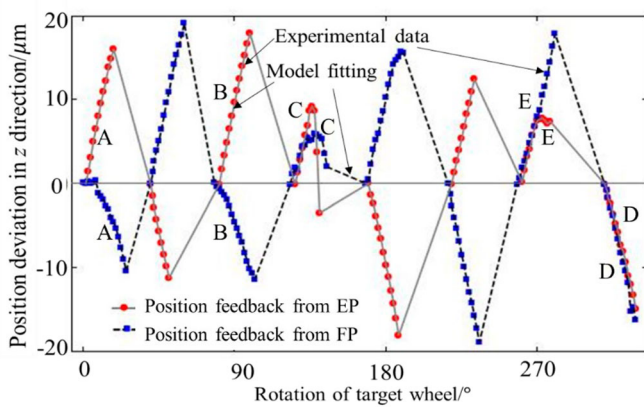 Position deviation in z direction/μm
20
10
0
-10
-20
Experimental data
Model fitting
A
A
B
B
C
C
E
E
D
D
Position feedback from EP
Position feedback from FP
0
90
180
270
Rotation of target wheel/°